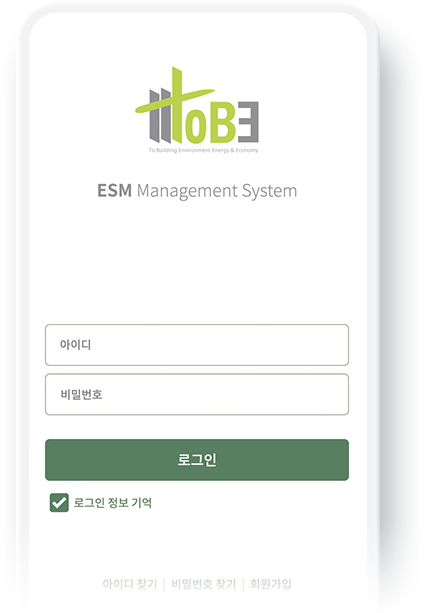 toBE
To Building Environment Energy & Economy
ESM Management System
아이디
비밀번호
로그인
로그인 정보 기억
아이디 찾기 | 비밀번호 찾기 | 회원가입